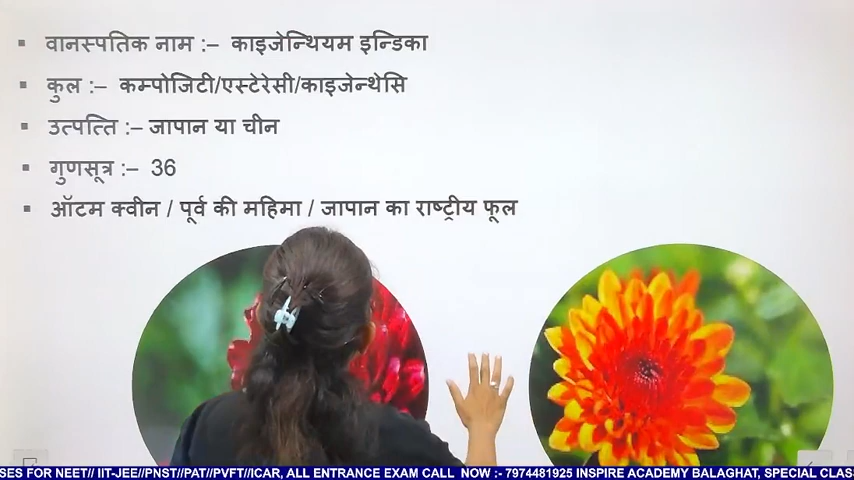 ▪ वानस्पतिक नाम :– काइजेन्थियम इन्डिका
▪ कुल :– कम्पोजिटी/एस्टेरेसी/काइजेन्थेसि
▪ उत्पत्ति :– जापान या चीन
▪ गुणसूत्र :– 36
▪ ऑटम क्वीन / पूर्व की महिमा / जापान का राष्ट्रीय फूल
SES FOR NEET// IIT-JEE//PNST//PAT//PVFT//ICAR, ALL ENTRANCE EXAM CALL NOW :- 7974481925 INSPIRE ACADEMY BALAGHAT, SPECIAL CLAS